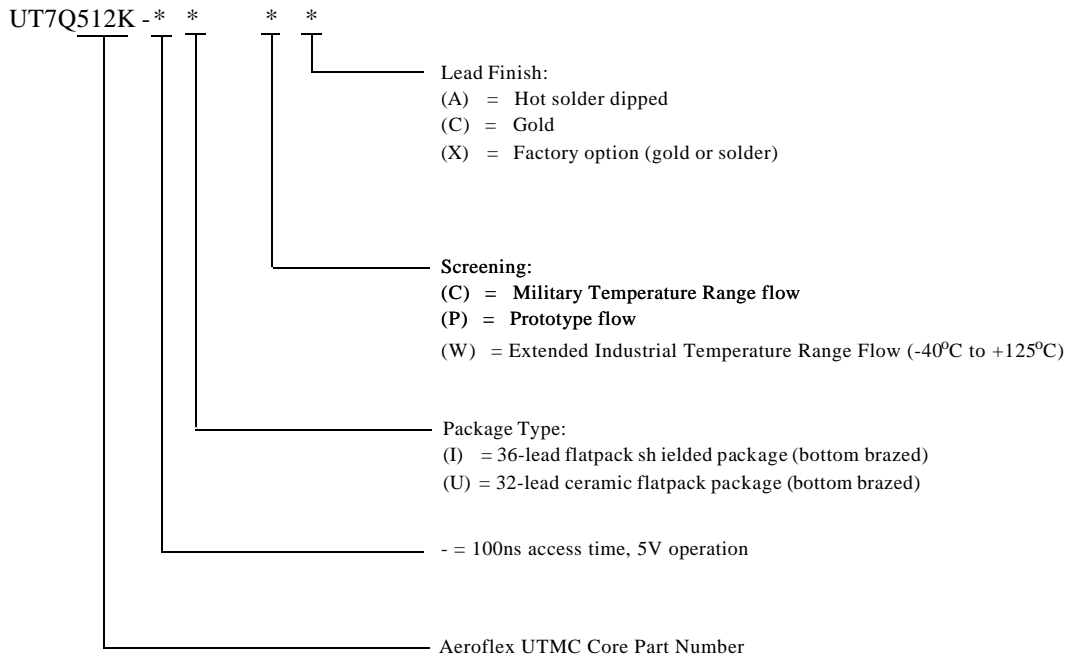 UT7Q512K - * * * *
Lead Finish:
(A) = Hot solder dipped
(C) = Gold
(X) = Factory option (gold or solder)
Screening:
(C) = Military Temperature Range flow
(P) = Prototype flow
(W) = Extended Industrial Temperature Range Flow (-40°C to +125°C)
Package Type:
(I) = 36-lead flatpack sh ielded package (bottom brazed)
(U) = 32-lead ceramic flatpack package (bottom brazed)
- = 100ns access time, 5V operation
Aeroflex UTMC Core Part Number